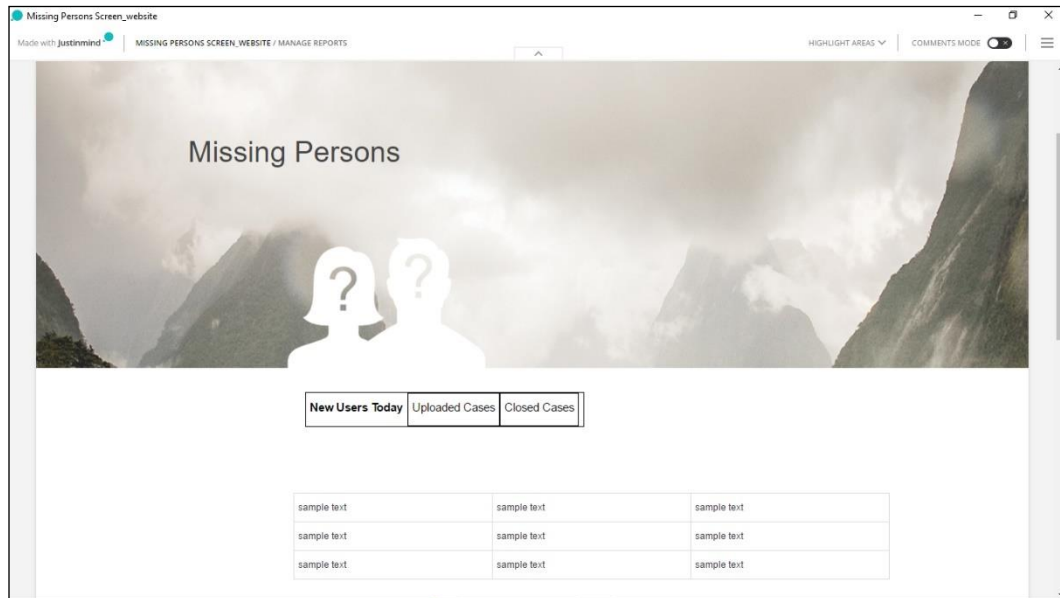 Missing Persons Screen_website
Made with Justinmind
MISSING PERSONS SCREEN_WEBSITE / MANAGE REPORTS
HIGHLIGHT AREAS
COMMENTS MODE
Missing Persons
? ?
New Users Today Uploaded Cases Closed Cases
sample text sample text sample text
sample text sample text sample text
sample text sample text sample text